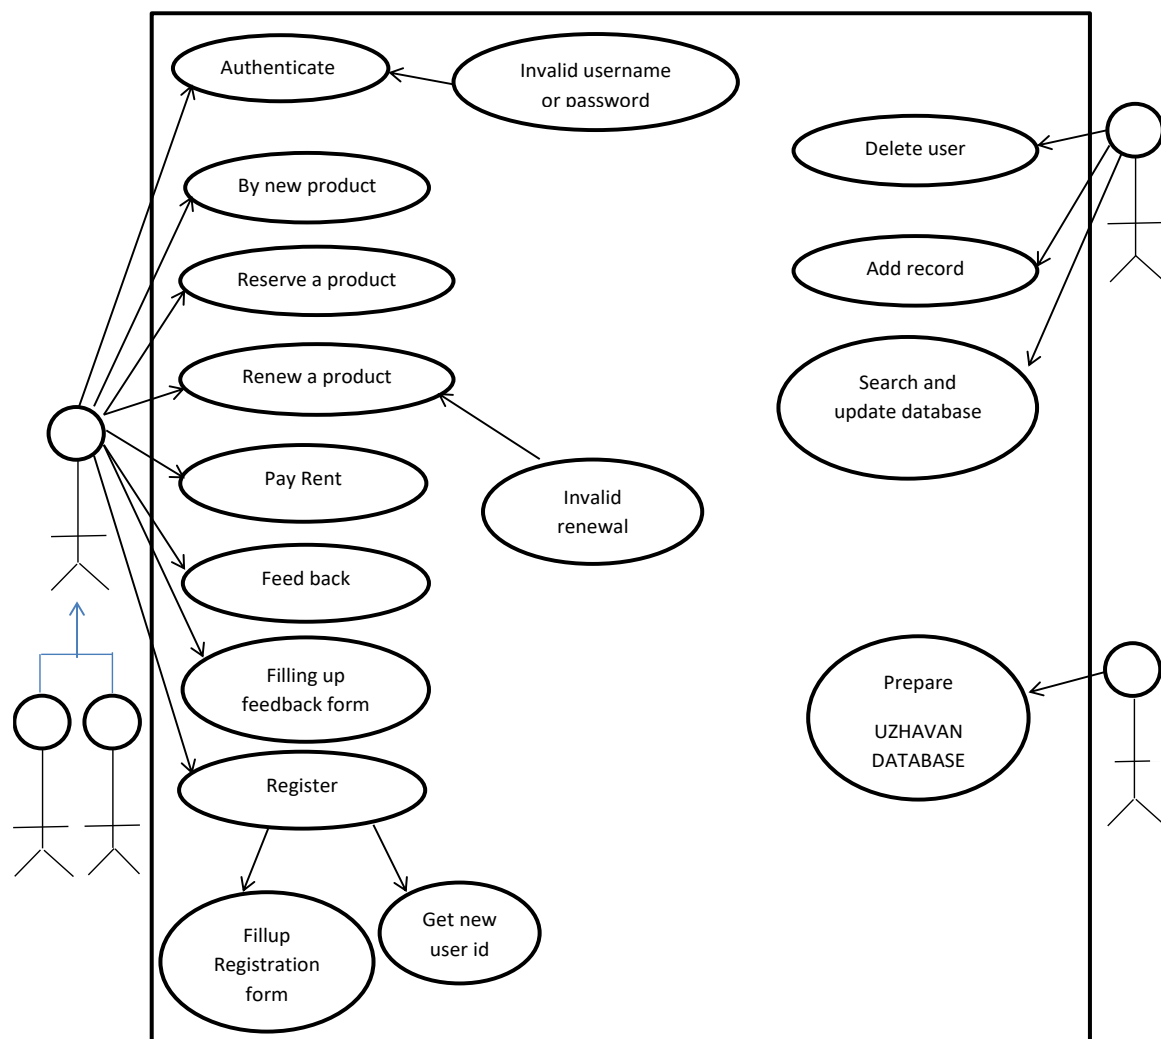 Authenticate
Invalid username
or password
Delete user
By new product
Add record
Reserve a product
Renew a product
Search and
update database
Pay Rent
Invalid
renewal
Feed back
Filling up
feedback form
Prepare
UZHAVAN
DATABASE
Register
Get new
user id
Fillup
Registration
form